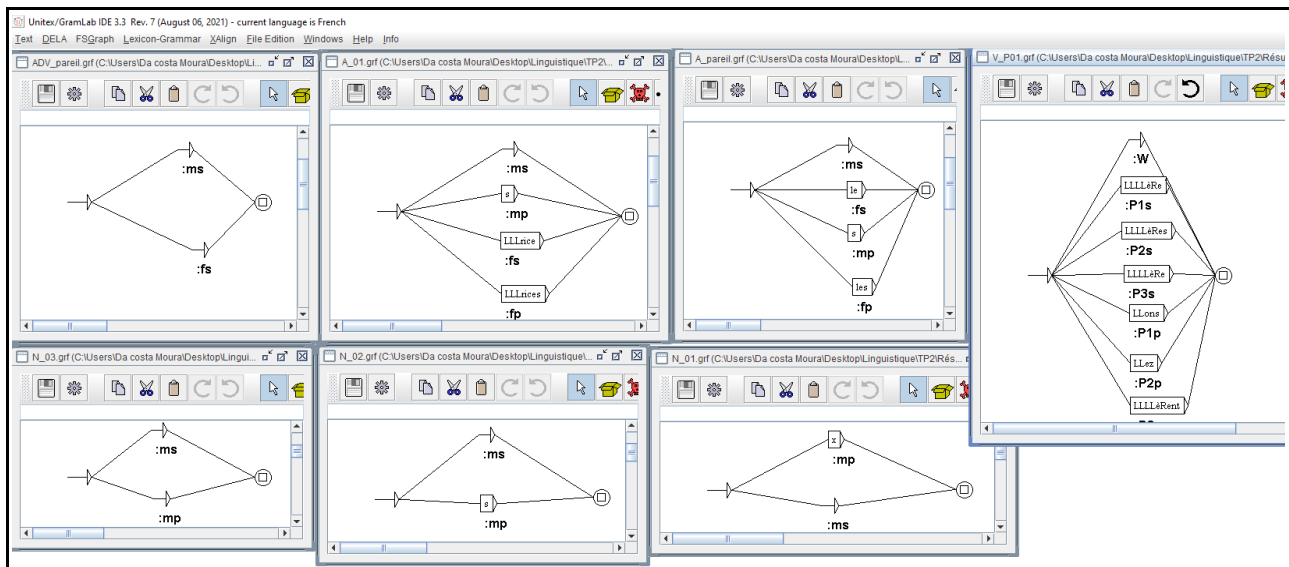 Unitex/GramLab IDE 3.3 Rev. 7 (August 06, 2021) - current language is French
Text DELA FSGraph Lexicon-Grammar XAlign File Edition Windows Help Info
ADV_pareil.grf (C:\Users\Da costa Moura\Desktop\Li...
:ms
:fs
A_01.grf (C:\Users\Da costa Moura\Desktop\Linguistique\TP2\...
:ms
s
:mp
LLLrice
:fs
LLLrices
:fp
A_pareil.grf (C:\Users\Da costa Moura\Desktop\L...
:ms
le
:fs
s
:mp
les
:fp
V_P01.grf (C:\Users\Da costa Moura\Desktop\Linguistique\TP2\Résu
:W
LLLLèRe
:P1s
LLLLèRes
:P2s
LLLLèRe
:P3s
LLons
:P1p
LLez
:P2p
LLLLèRent
N_03.grf (C:\Users\Da costa Moura\Desktop\Lingui...
:ms
:mp
N_02.grf (C:\Users\Da costa Moura\Desktop\Linguistique\...
:ms
s
:mp
N_01.grf (C:\Users\Da costa Moura\Desktop\Linguistique\TP2\Rés...
x
:mp
:ms